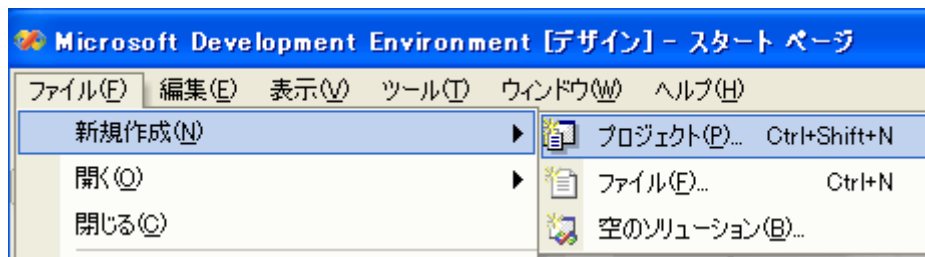 Microsoft Development Environment [デザイン] - スタート ページ
ファイル(F) 編集(E) 表示(V) ツール(T) ウィンドウ(W) ヘルプ(H)
新規作成(N)
プロジェクト(P)... Ctrl+Shift+N
開く(O)
ファイル(F)... Ctrl+N
閉じる(C)
空のソリューション(B)...